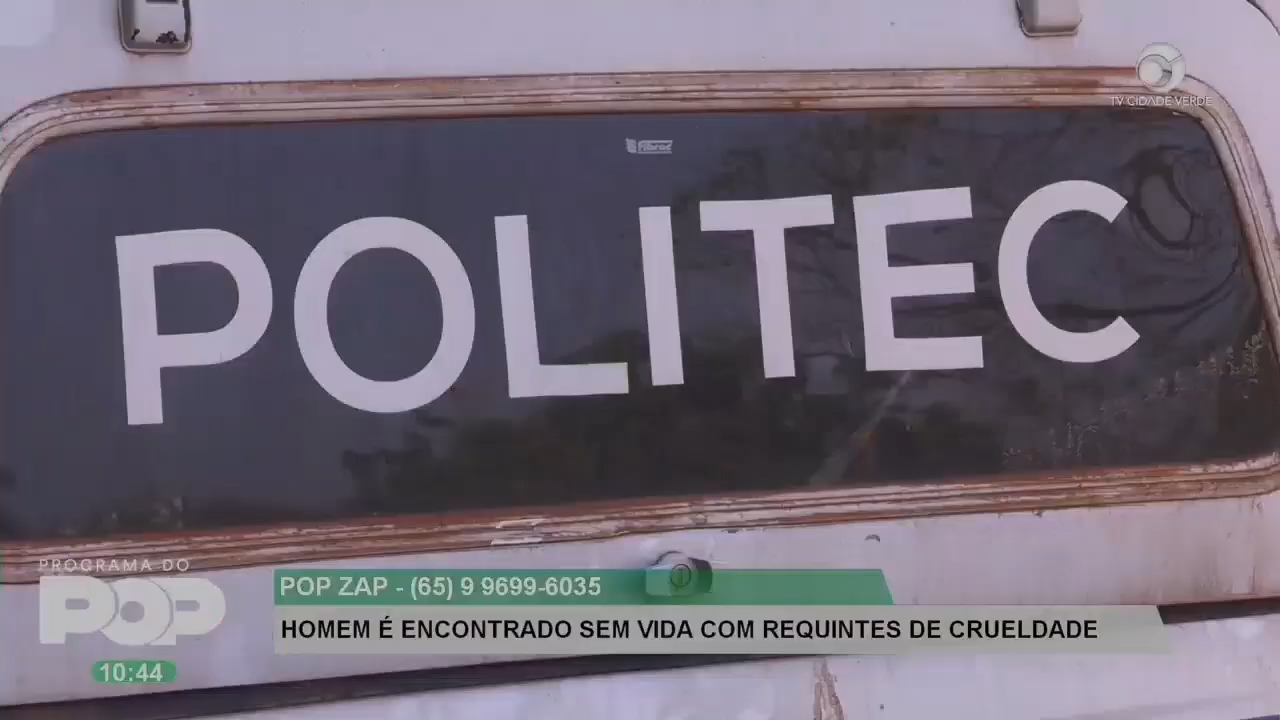 TV CIDADE VERDE
Fibrac
POLITEC
PROGRAMA DO
POP
10:44
POP ZAP - (65) 9 9699-6035
HOMEM É ENCONTRADO SEM VIDA COM REQUINTES DE CRUELDADE